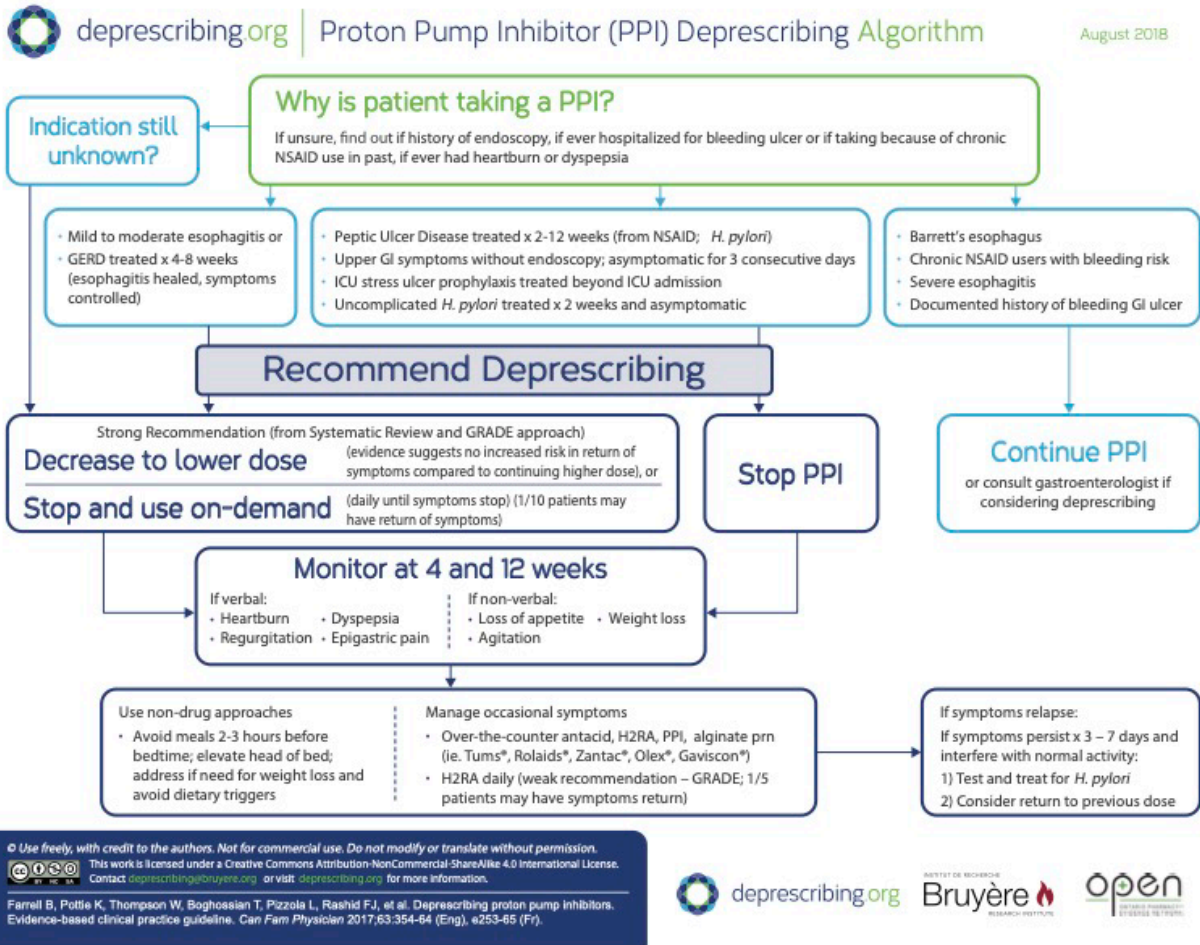 deprescribing.org | Proton Pump Inhibitor (PPI) Deprescribing Algorithm
August 2018
Why is patient taking a PPI?
If unsure, find out if history of endoscopy, if ever hospitalized for bleeding ulcer or if taking because of chronic
NSAID use in past, if ever had heartburn or dyspepsia
Indication still
unknown?
• Mild to moderate esophagitis or
• GERD treated x 4-8 weeks
(esophagitis healed, symptoms
controlled)
• Peptic Ulcer Disease treated x 2-12 weeks (from NSAID; H. pylori)
• Upper GI symptoms without endoscopy; asymptomatic for 3 consecutive days
• ICU stress ulcer prophylaxis treated beyond ICU admission
• Uncomplicated H. pylori treated x 2 weeks and asymptomatic
• Barrett's esophagus
• Chronic NSAID users with bleeding risk
• Severe esophagitis
• Documented history of bleeding GI ulcer
Recommend Deprescribing
Strong Recommendation (from Systematic Review and GRADE approach)
Decrease to lower dose
(evidence suggests no increased risk in return of
symptoms compared to continuing higher dose), or
Stop and use on-demand
(daily until symptoms stop) (1/10 patients may
have return of symptoms)
Stop PPI
Continue PPI
or consult gastroenterologist if
considering deprescribing
Monitor at 4 and 12 weeks
If verbal:
• Heartburn • Dyspepsia
• Regurgitation • Epigastric pain
If non-verbal:
• Loss of appetite • Weight loss
• Agitation
Use non-drug approaches
• Avoid meals 2-3 hours before
bedtime; elevate head of bed;
address if need for weight loss and
avoid dietary triggers
Manage occasional symptoms
• Over-the-counter antacid, H2RA, PPI, alginate prn
(ie. Tums®, Rolaids®, Zantac®, Olex®, Gaviscon®)
• H2RA daily (weak recommendation – GRADE; 1/5
patients may have symptoms return)
If symptoms relapse:
If symptoms persist x 3 – 7 days and
interfere with normal activity:
1) Test and treat for H. pylori
2) Consider return to previous dose
© Use freely, with credit to the authors. Not for commercial use. Do not modify or translate without permission.
This work is licensed under a Creative Commons Attribution-NonCommercial-ShareAlike 4.0 International License.
Contact deprescribing@bruyere.org or visit deprescribing.org for more information.
cc BY NC SA
Farrell B, Pottie K, Thompson W, Boghossian T, Pizzola L, Rashid FJ, et al. Deprescribing proton pump inhibitors.
Evidence-based clinical practice guideline. Can Fam Physician 2017;63:354-64 (Eng), e253-65 (Fr).
deprescribing.org
INSTITUT DE RECHERCHE
Bruyère
RESEARCH INSTITUTE
open
ONTARIO PHARMACY
EVIDENCE NETWORK